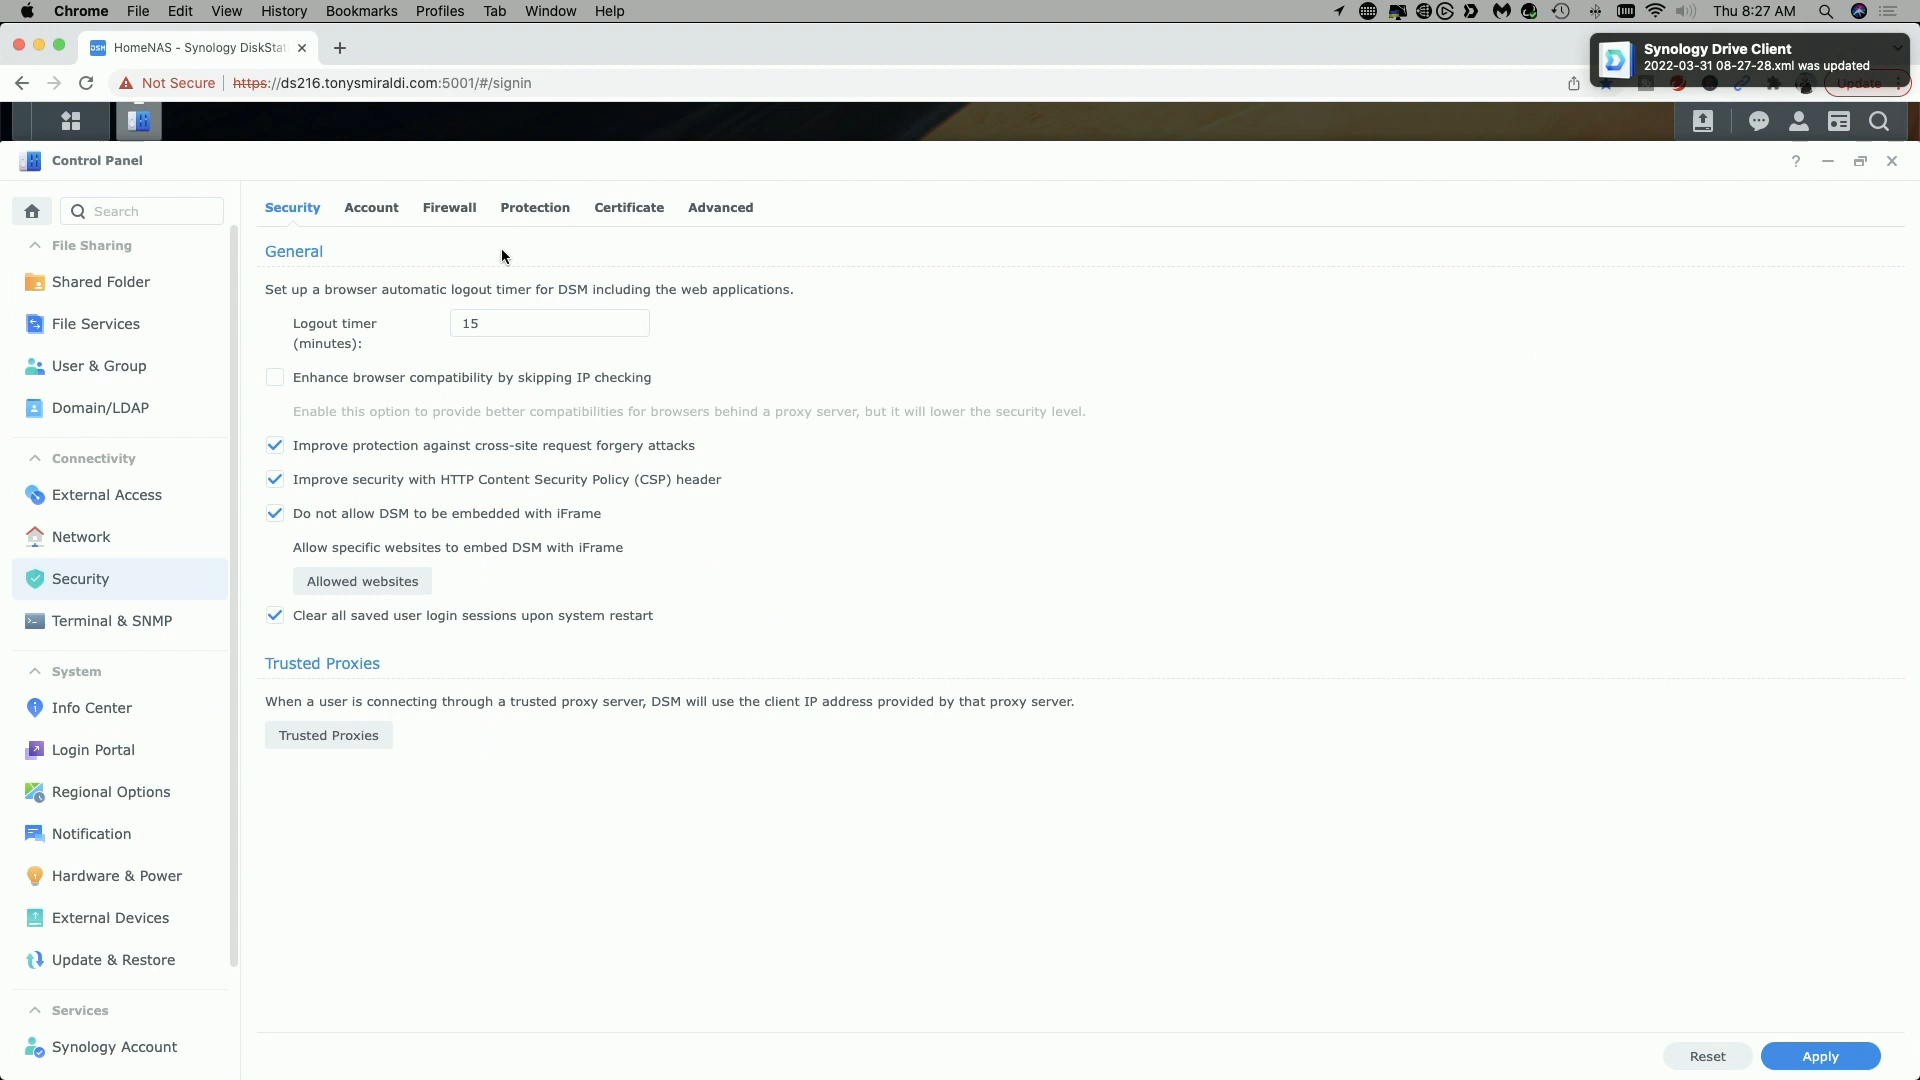 Chrome File Edit View History Bookmarks Profiles Tab Window Help Thu 8:27 AM
HomeNAS - Synology DiskStat
Synology Drive Client
2022-03-31 08-27-28.xml was updated
Not Secure https://ds216.tonysmiraldi.com:5001/#/signin Update
Control Panel
Search
File Sharing
Shared Folder
File Services
User & Group
Domain/LDAP
Connectivity
External Access
Network
Security
Terminal & SNMP
System
Info Center
Login Portal
Regional Options
Notification
Hardware & Power
External Devices
Update & Restore
Services
Synology Account
Security Account Firewall Protection Certificate Advanced
General
Set up a browser automatic logout timer for DSM including the web applications.
Logout timer
(minutes):
15
Enhance browser compatibility by skipping IP checking
Enable this option to provide better compatibilities for browsers behind a proxy server, but it will lower the security level.
Improve protection against cross-site request forgery attacks
Improve security with HTTP Content Security Policy (CSP) header
Do not allow DSM to be embedded with iFrame
Allow specific websites to embed DSM with iFrame
Allowed websites
Clear all saved user login sessions upon system restart
Trusted Proxies
When a user is connecting through a trusted proxy server, DSM will use the client IP address provided by that proxy server.
Trusted Proxies
Reset Apply